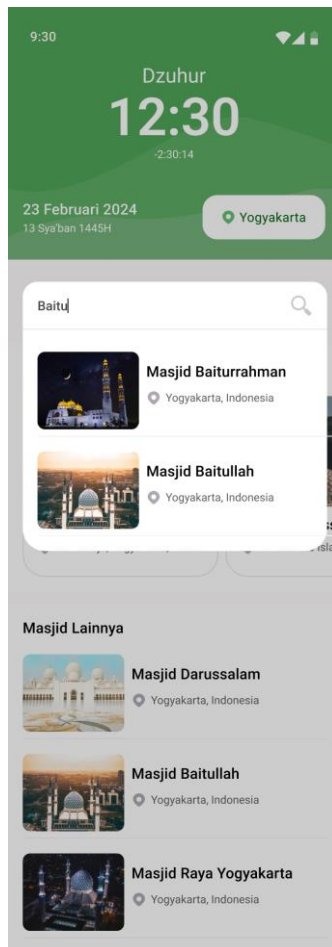 9:30
Dzuhur
12:30
-2:30:14
23 Februari 2024
13 Sya'ban 1445H
Yogyakarta
Baitu
Masjid Baiturrahman
Yogyakarta, Indonesia
Masjid Baitullah
Yogyakarta, Indonesia
Masjid Lainnya
Masjid Darussalam
Yogyakarta, Indonesia
Masjid Baitullah
Yogyakarta, Indonesia
Masjid Raya Yogyakarta
Yogyakarta, Indonesia